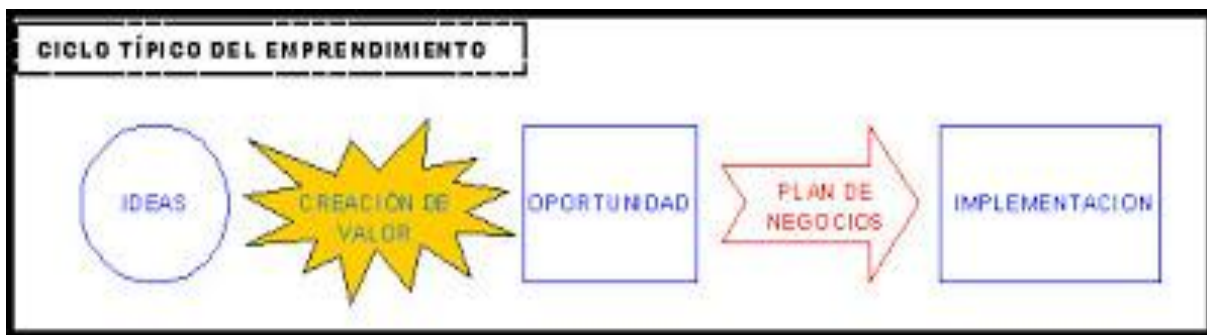 CICLO TÍPICO DEL EMPRENDIMIENTO
IDEAS
CREACIÓN DE
VALOR
OPORTUNIDAD
PLAN DE
NEGOCIOS
IMPLEMENTACION